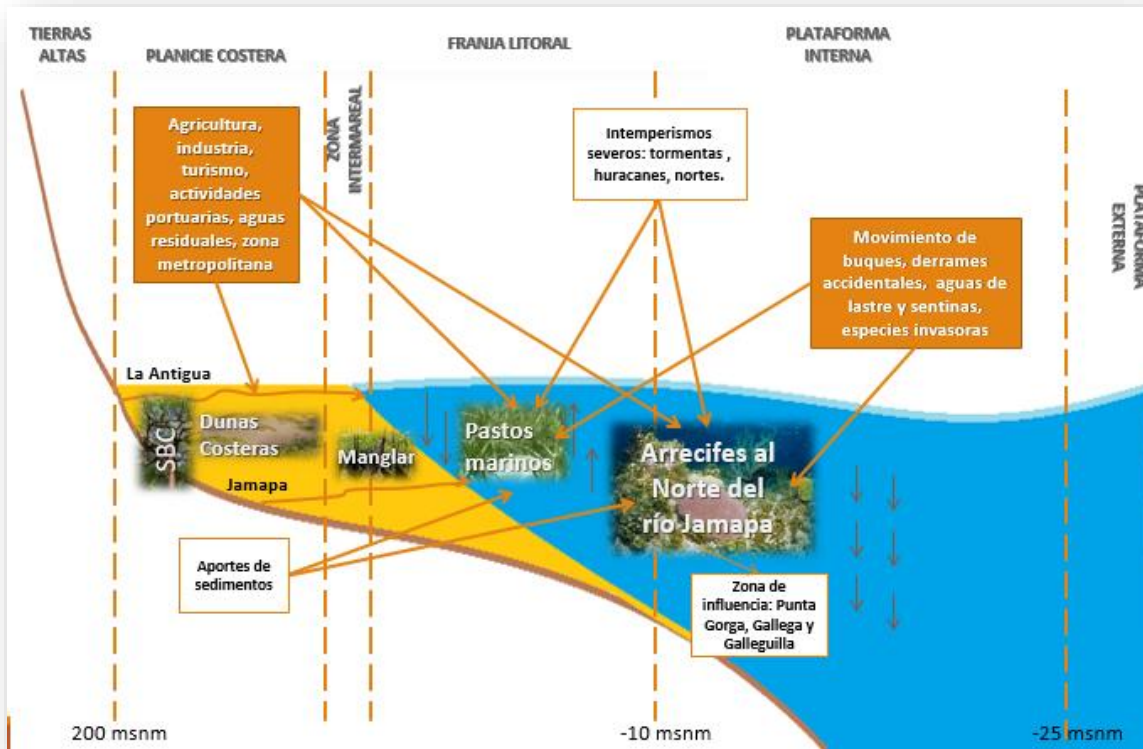 TIERRAS
ALTAS
PLANICIE COSTERA
FRANJA LITORAL
PLATAFORMA
INTERNA
ZONA
INTERMAREAL
PLATAFORMA
EXTERNA
Agricultura,
industria,
turismo,
actividades
portuarias, aguas
residuales, zona
metropolitana
Intemperismos
severos: tormentas ,
huracanes, nortes.
Movimiento de
buques, derrames
accidentales, aguas de
lastre y sentinas,
especies invasoras
La Antigua
SBC
Dunas
Costeras
Manglar
Pastos
marinos
Arrecifes al
Norte del
río Jamapa
Jamapa
Aportes de
sedimentos
Zona de
influencia: Punta
Gorga, Gallega y
Galleguilla
200 msnm
-10 msnm
-25 msnm